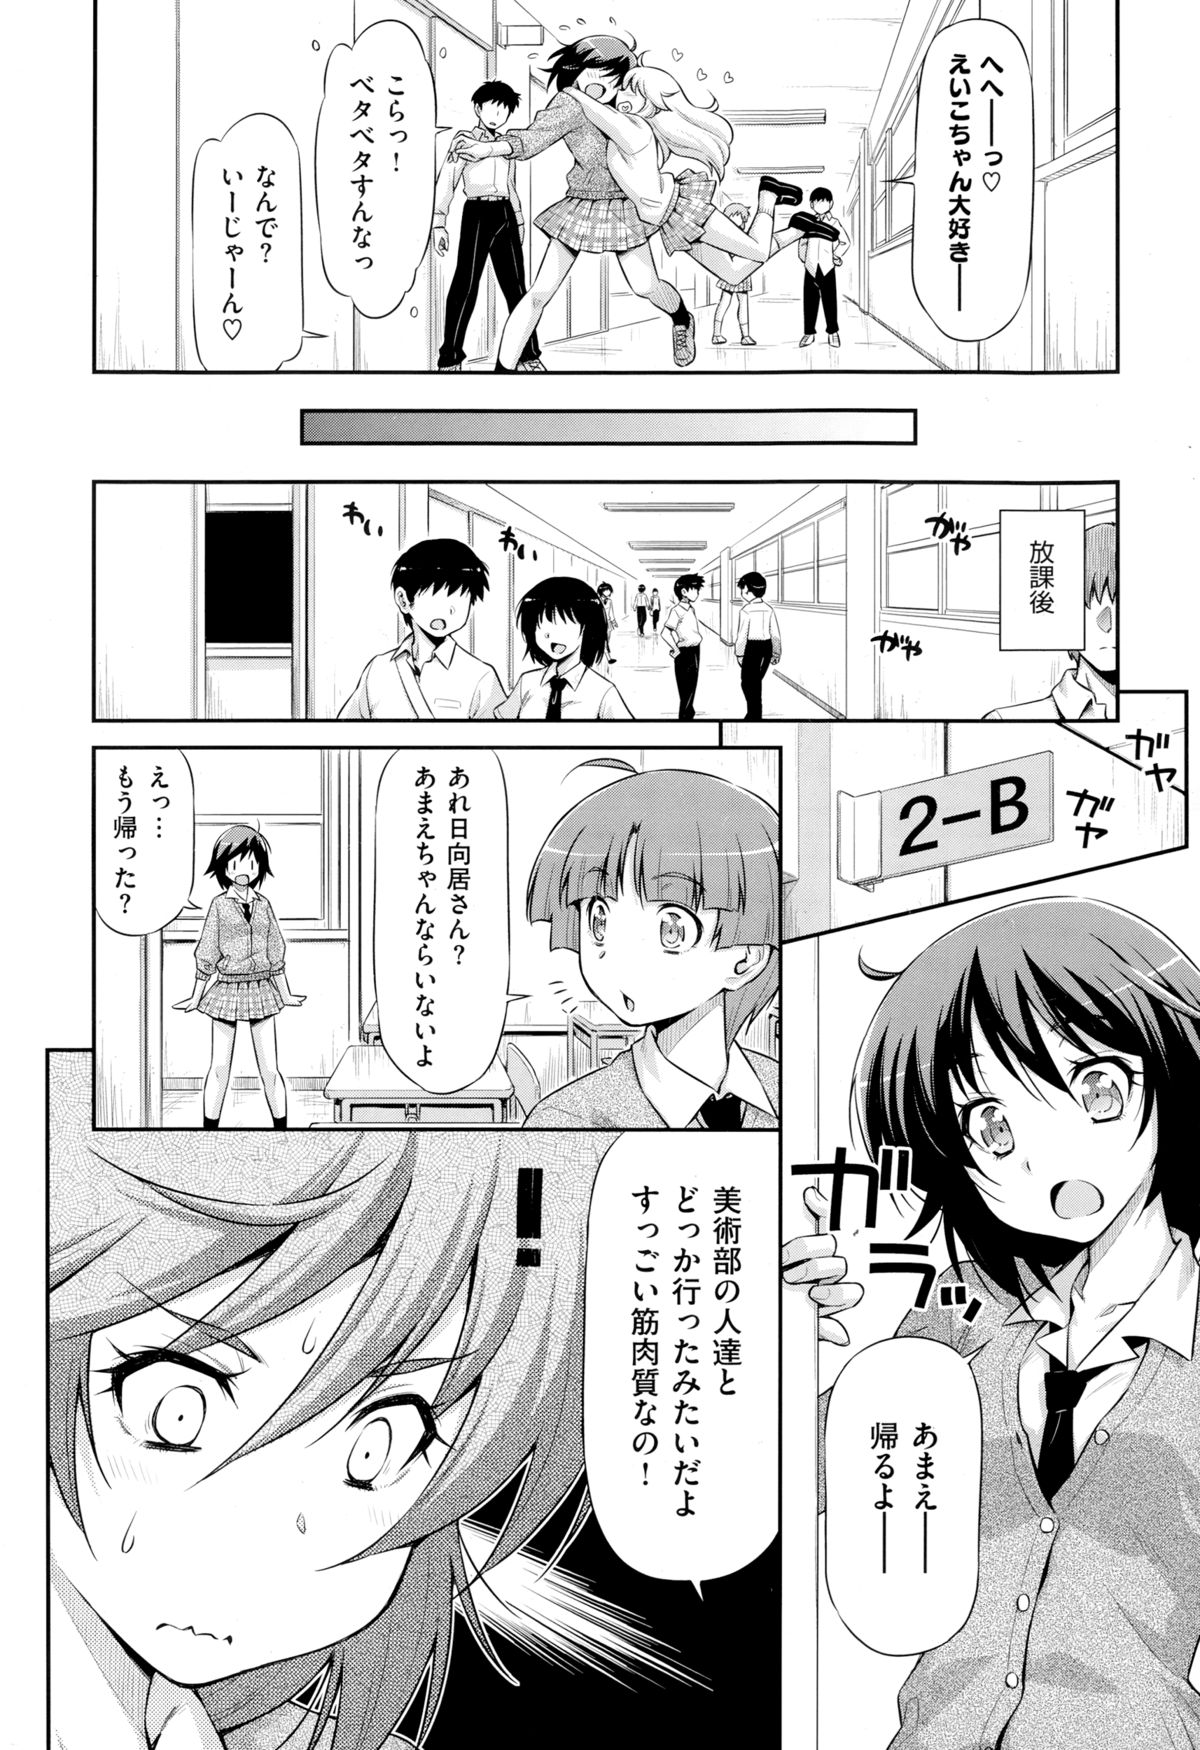 へへーーっ♡
えいこちゃん大好きーー
こらっ！
ベタベタすんなっ
なんで？
いーじゃーん♡
放課後
がや
がや
わい
わい
ガヤ
ガヤ
2-B
ガラッ
あまえーー
帰るよーー
あれ日向居さん？
あまえちゃんならいないよ
えっ…
もう帰った？
美術部の人達と
どっか行ったみたいだよ
すっごい筋肉質なの！
!!